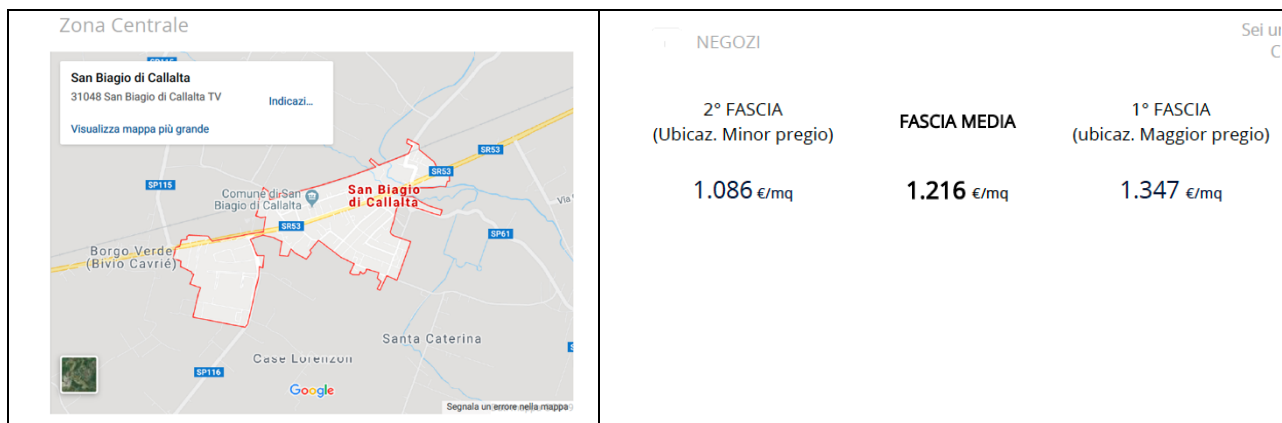 Zona Centrale
San Biagio di Callalta
31048 San Biagio di Callalta TV
Indicazi...
Visualizza mappa più grande
SR53
SR53
SP115
Comune di San
Biagio di Callalta
San Biagio
di Callalta
Via
SR53
SP61
Borgo Verde
(Bivio Cavrié)
Santa Caterina
Case Lorenzon
SP116
Google
Segnala un errore nella mappa
NEGOZI
Sei un
C
2° FASCIA
(Ubicaz. Minor pregio)
FASCIA MEDIA
1° FASCIA
(ubicaz. Maggior pregio)
1.086 €/mq
1.216 €/mq
1.347 €/mq